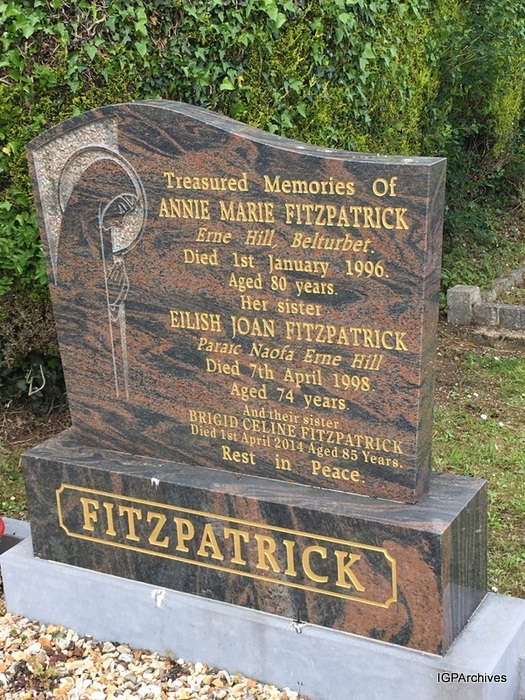 Treasured Memories Of
ANNIE MARIE FITZPATRICK
Erne Hill, Belturbet.
Died 1st January 1996.
Aged 80 years.
Her sister
EILISH JOAN FITZPATRICK
Paraic Naofa Erne Hill
Died 7th April 1998
Aged 74 years.
And their sister
BRIGID CELINE FITZPATRICK
Died 1st April 2014 Aged 85 Years.
Rest in Peace.
FITZPATRICK
IGPArchives